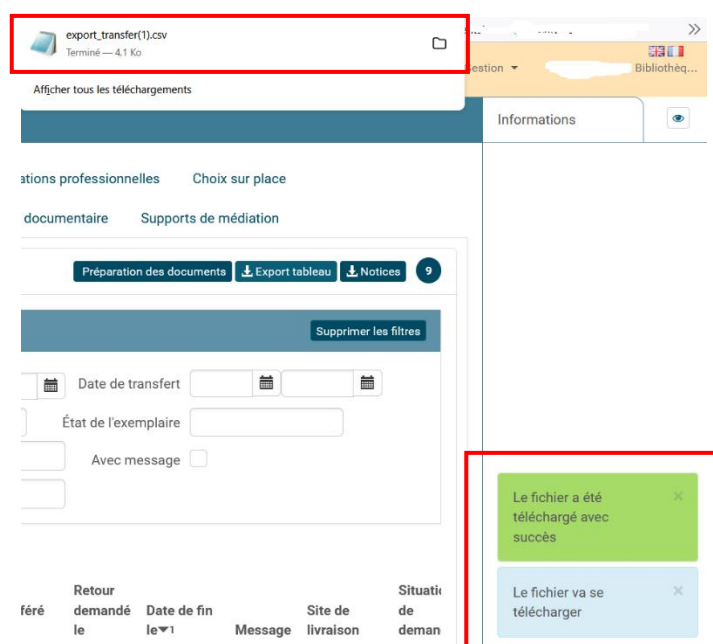 export_transfer(1).csv
Terminé — 4,1 Ko
Afficher tous les téléchargements
Gestion
Bibliothèq...
Informations
ations professionnelles Choix sur place
documentaire Supports de médiation
Préparation des documents Export tableau Notices 9
Supprimer les filtres
Date de transfert
État de l'exemplaire
Avec message
Le fichier a été
téléchargé avec
succès
Le fichier va se
télécharger
Retour Situatio
féré demandé Date de fin Site de de
le le 1 Message livraison deman